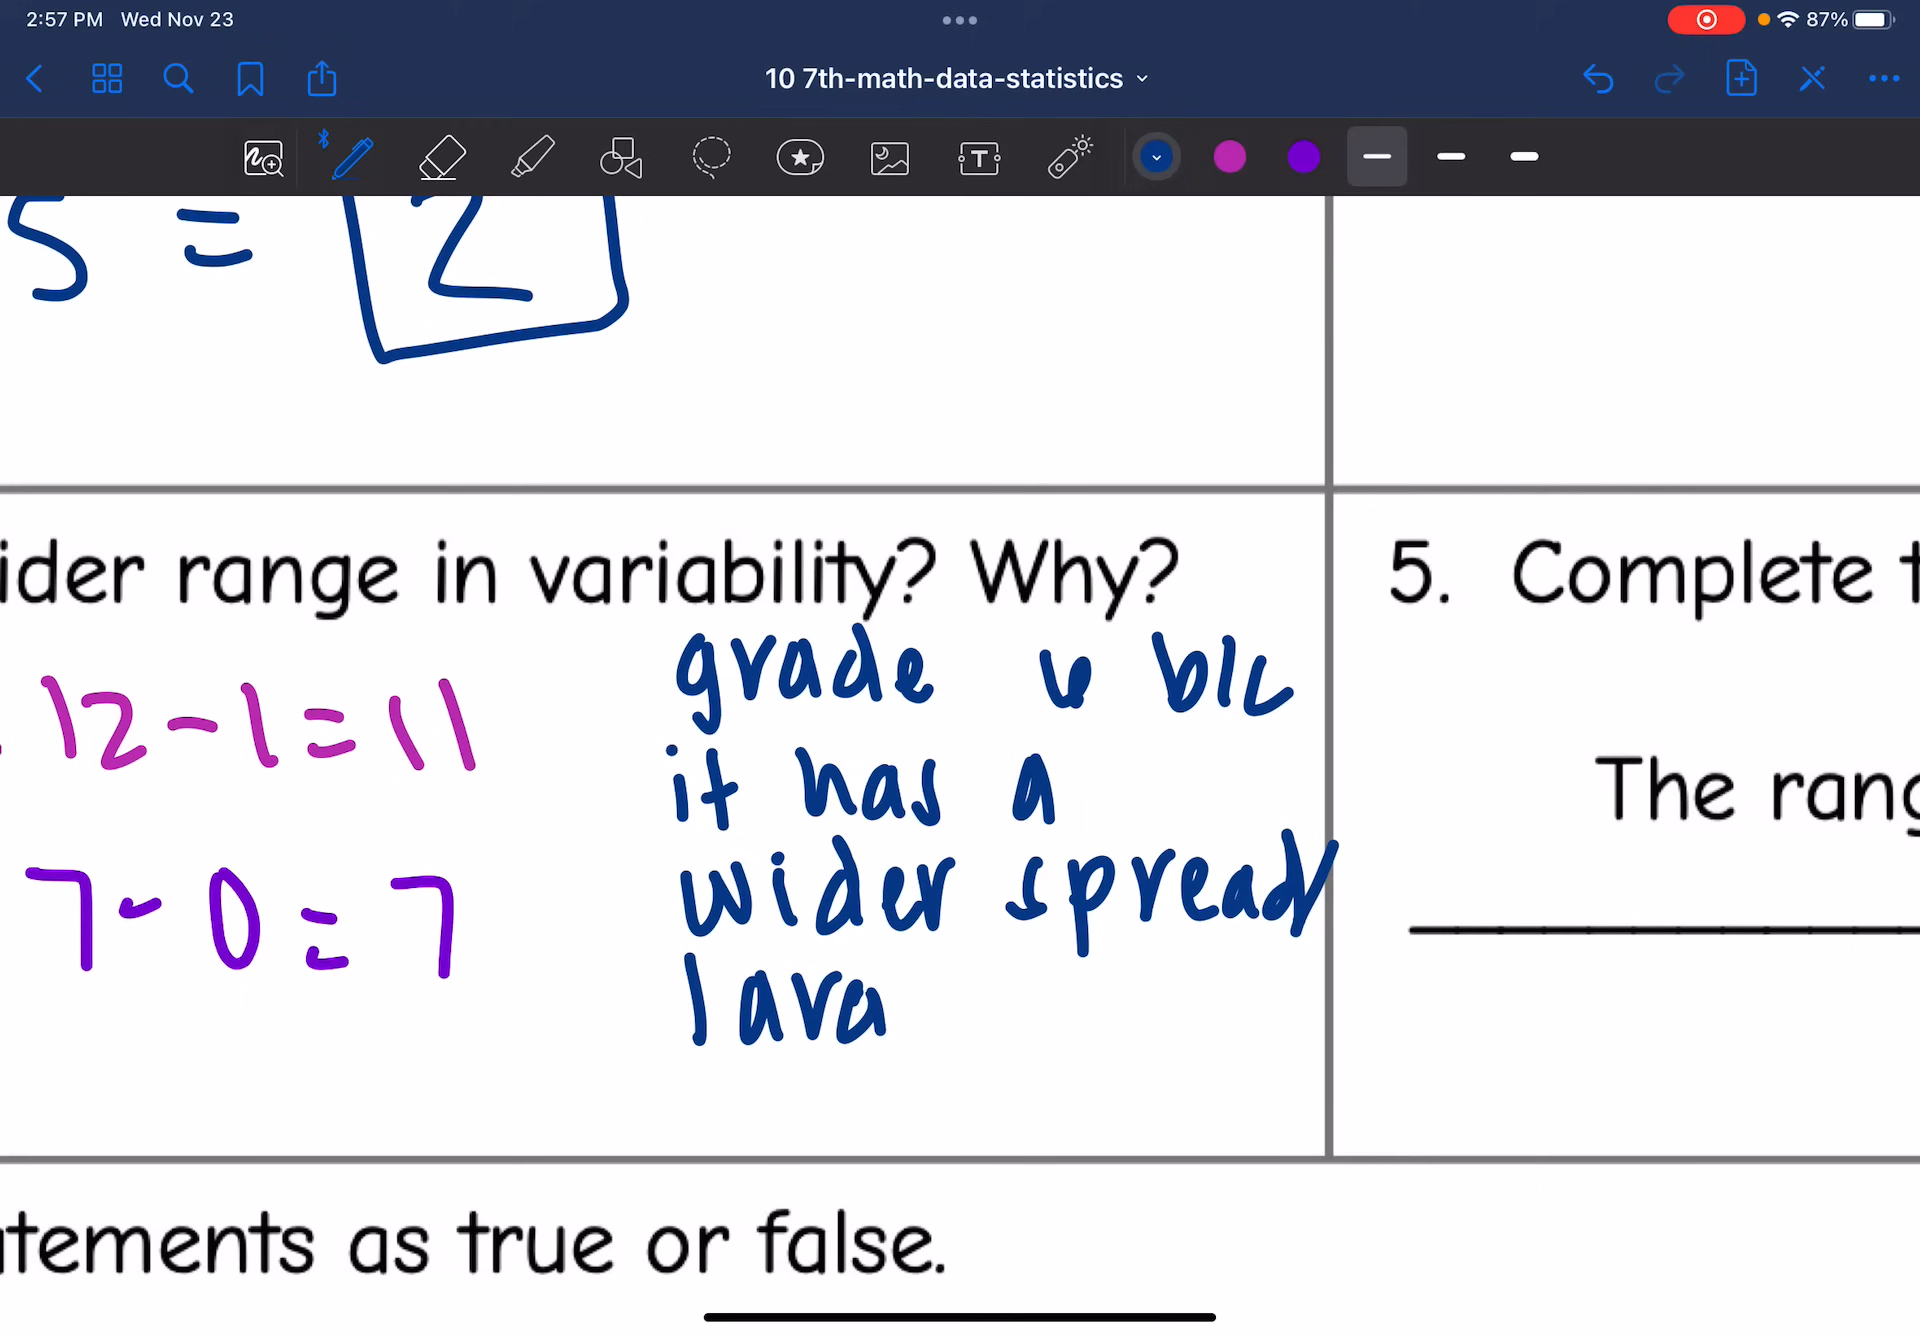 2:57 PM Wed Nov 23
87%
10 7th-math-data-statistics
5 = 2
ider range in variability? Why?
12-1=11
7-0=7
grade 6 b/c
it has a
wider spread
5. Complete t
The rang
atements as true or false.